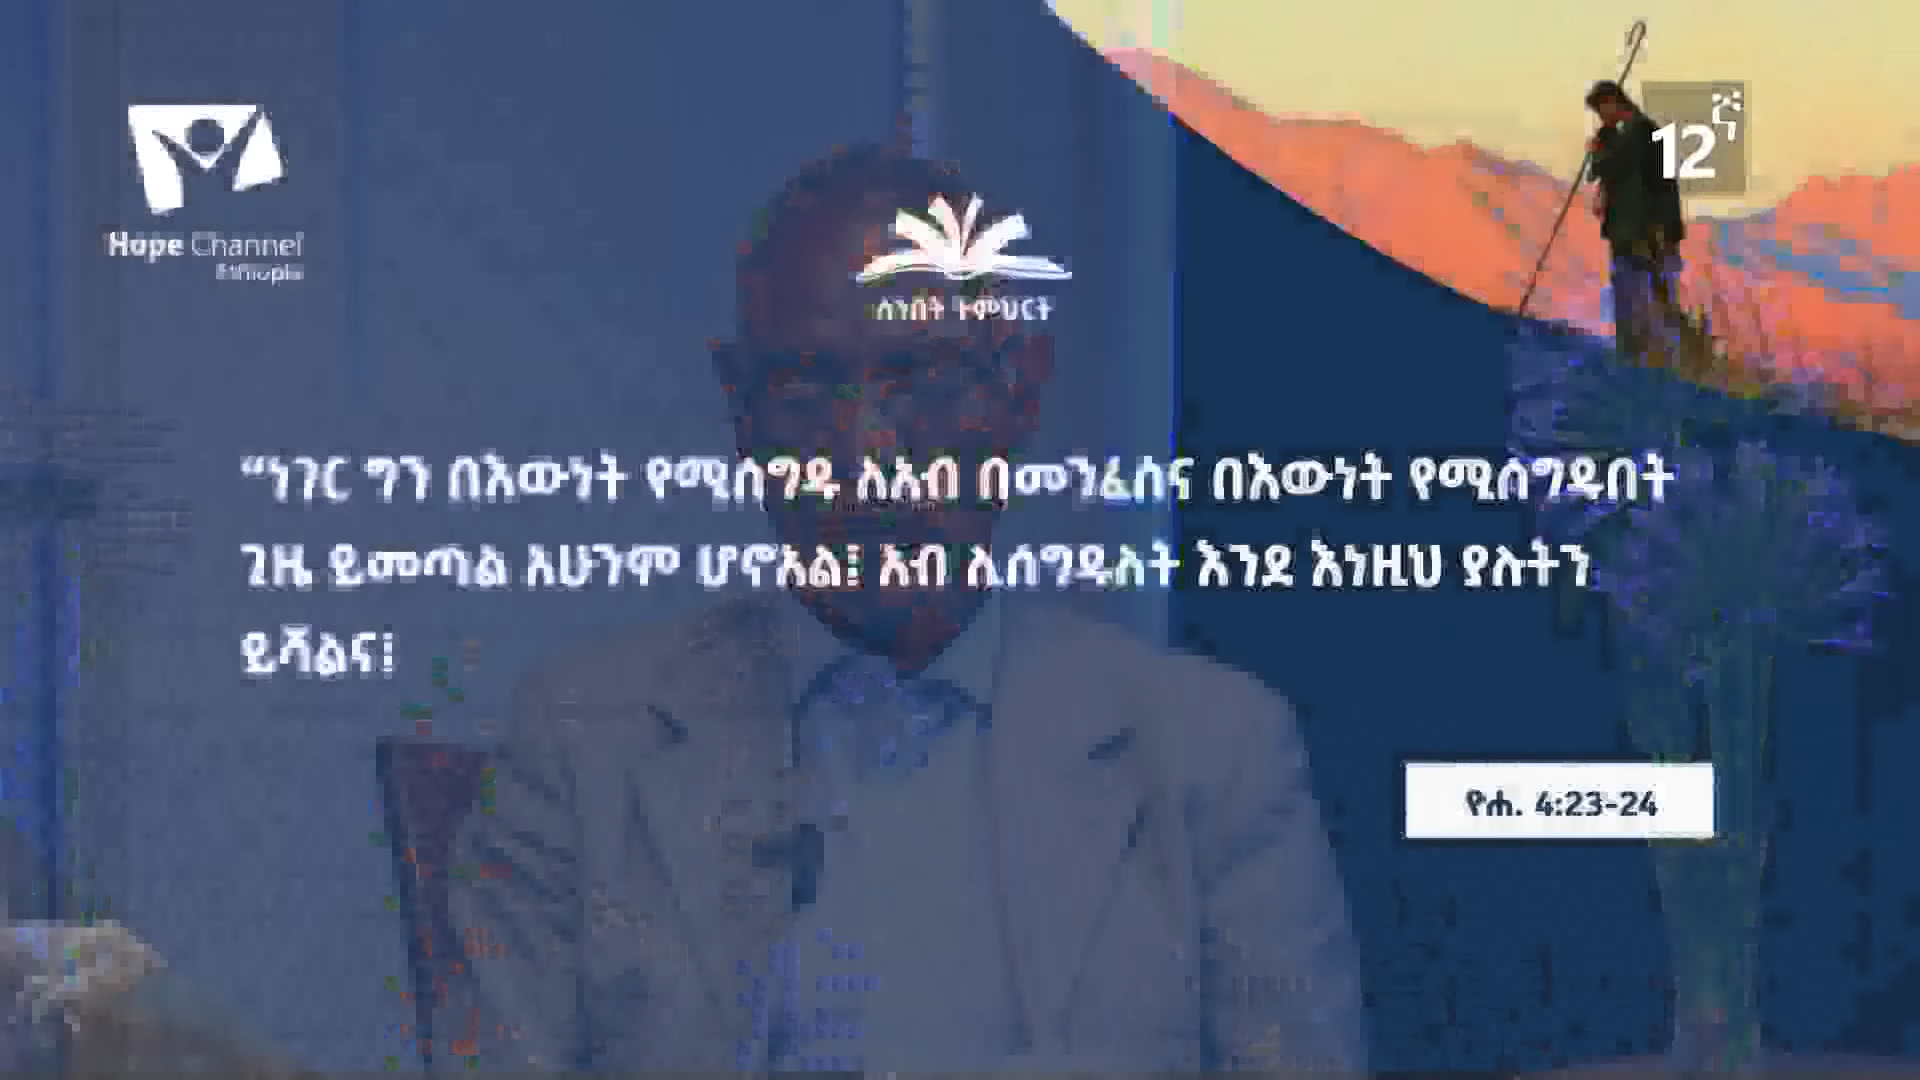 Hope Channel
Ethiopia
12ኛ
ሰንበት ትምህርት
“ነገር ግን በእውነት የሚሰግዱ ለአብ በመንፈስና በእውነት የሚሰግዱበት
ጊዜ ይመጣል አሁንም ሆኖአል፤ አብ ሊሰግዱለት እንደ እነዚህ ያሉትን
ይሻልና፤
ዮሐ. 4:23-24